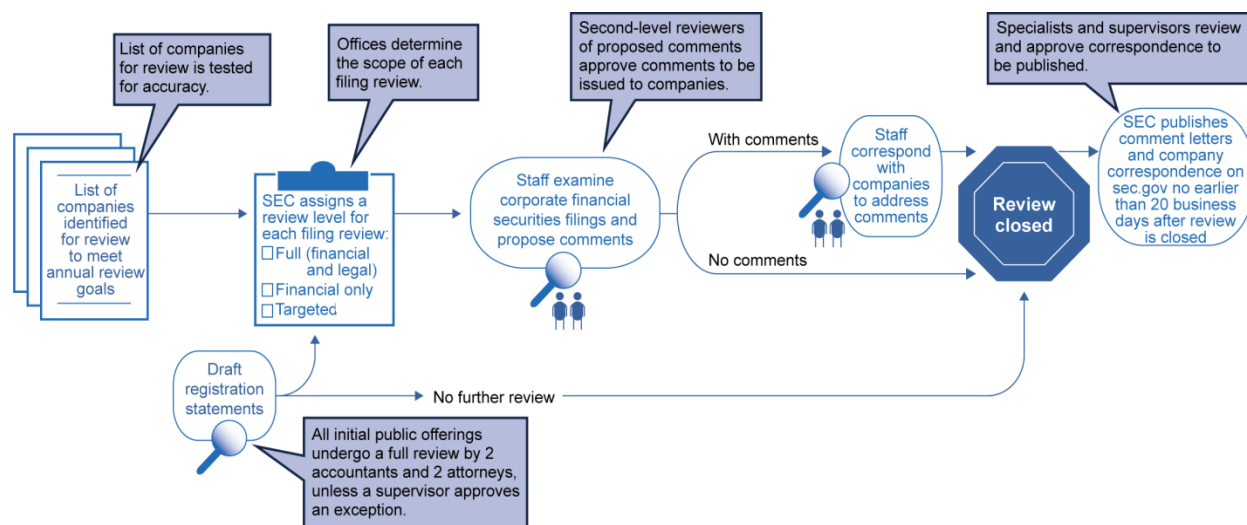 List of companies
for review is tested
for accuracy.
Offices determine
the scope of each
filing review.
Second-level reviewers
of proposed comments
approve comments to be
issued to companies.
Specialists and supervisors review
and approve correspondence to
be published.
List of
companies
identified
for review
to meet
annual review
goals
SEC assigns a
review level for
each filing review:
Full (financial
and legal)
Financial only
Targeted
Staff examine
corporate financial
securities filings and
propose comments
With comments
No comments
Staff
correspond
with
companies
to address
comments
Review
closed
SEC publishes
comment letters
and company
correspondence on
sec.gov no earlier
than 20 business
days after review
is closed
Draft
registration
statements
No further review
All initial public offerings
undergo a full review by 2
accountants and 2 attorneys,
unless a supervisor approves
an exception.